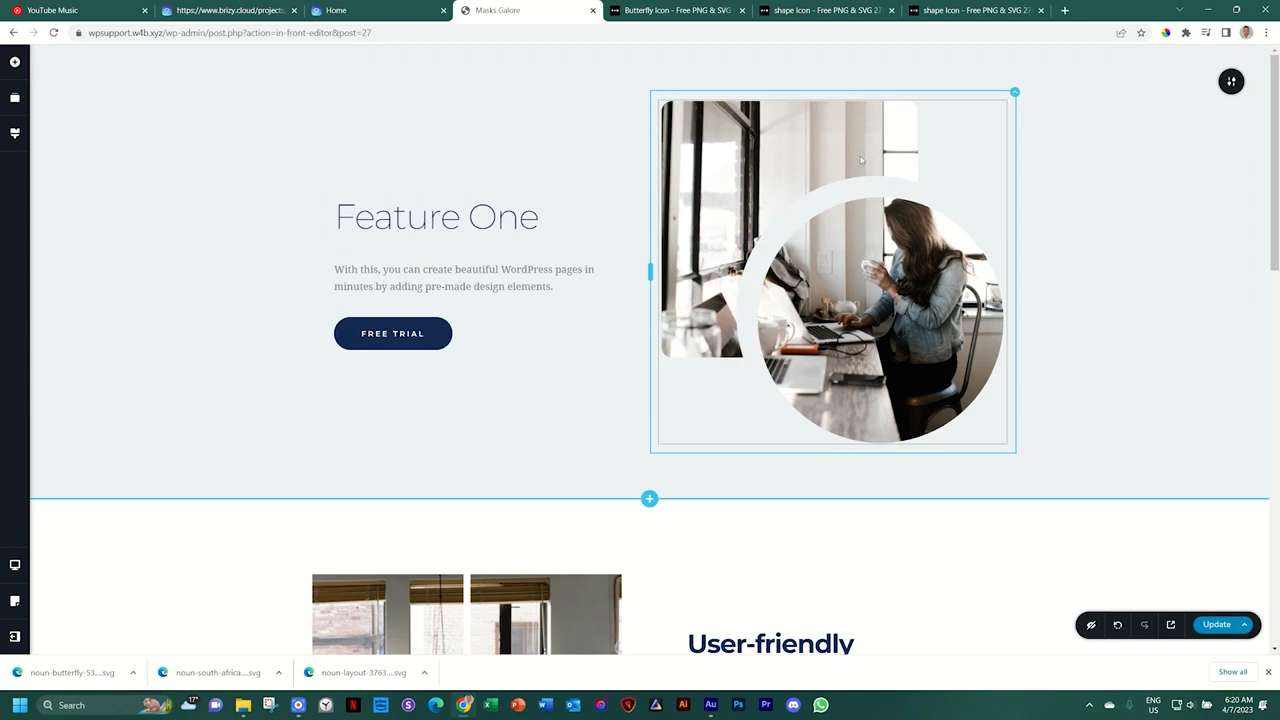 YouTube Music
https://www.brizy.cloud/projects
Home
Masks Galore
Butterfly Icon - Free PNG & SVG
shape Icon - Free PNG & SVG 27
shape Icon - Free PNG & SVG 27
wpsupport.w4b.xyz/wp-admin/post.php?action=in-front-editor&post=27
Feature One
With this, you can create beautiful WordPress pages in
minutes by adding pre-made design elements.
FREE TRIAL
User-friendly
Update
noun-butterfly-53....svg
noun-south-africa....svg
noun-layout-3763....svg
Show all
Search
17°
ENG
US
6:20 AM
4/7/2023